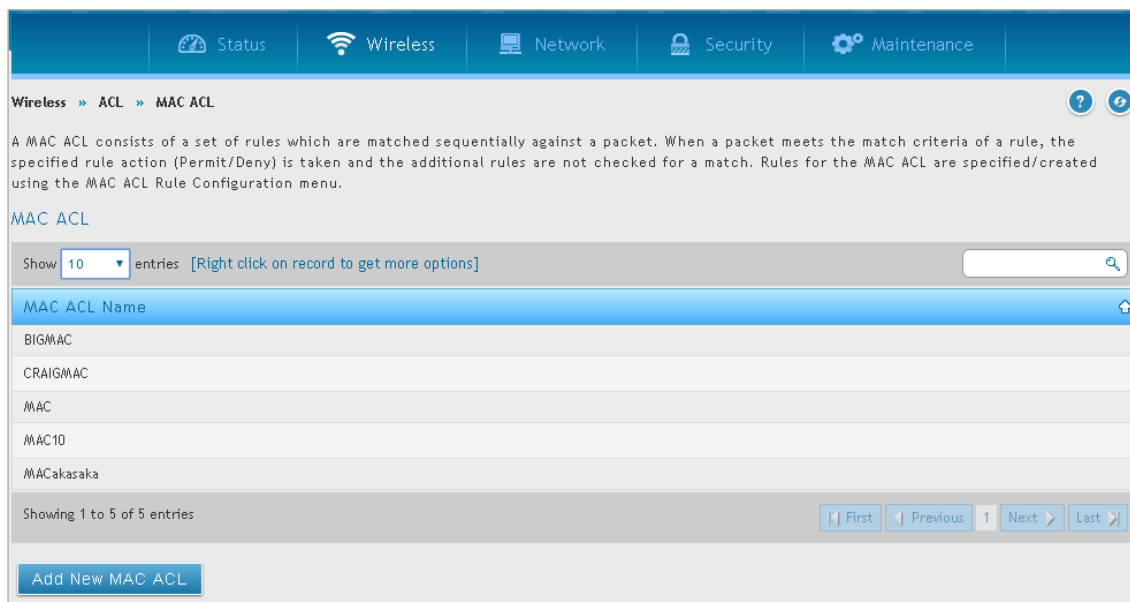 Status Wireless Network Security Maintenance
Wireless » ACL » MAC ACL
A MAC ACL consists of a set of rules which are matched sequentially against a packet. When a packet meets the match criteria of a rule, the
specified rule action (Permit/Deny) is taken and the additional rules are not checked for a match. Rules for the MAC ACL are specified/created
using the MAC ACL Rule Configuration menu.
MAC ACL
Show 10 entries [Right click on record to get more options]
MAC ACL Name
BIGMAC
CRAIGMAC
MAC
MAC10
MACakasaka
Showing 1 to 5 of 5 entries First Previous 1 Next Last
Add New MAC ACL